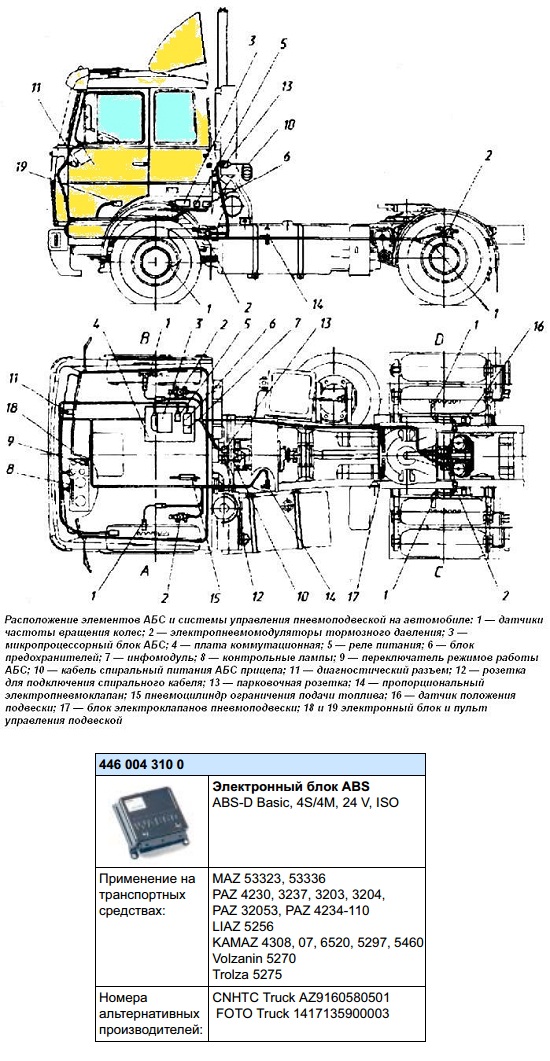 3
5
13
10
6
2
11
19
1
2
14
1
B
1
3
2
5
6
7
13
1
D
16
4
11
18
9
8
A
1
2
15
12
10
14
17
1
C
2
Расположение элементов АБС и системы управления пневмоподвеской на автомобиле: 1 — датчики
частоты вращения колес; 2 — электропневмомодуляторы тормозного давления; 3 —
микропроцессорный блок АБС; 4 — плата коммутационная; 5 — реле питания; 6 — блок
предохранителей; 7 — инфомодуль; 8 — контрольные лампы; 9 — переключатель режимов работы
АБС; 10 — кабель спиральный питания АБС прицепа; 11 — диагностический разъем; 12 — розетка
для подключения спирального кабеля; 13 — парковочная розетка; 14 — пропорциональный
электропневмоклапан; 15 пневмоцилиндр ограничения подачи топлива; 16 — датчик положения
подвески; 17 — блок электроклапанов пневмоподвески; 18 и 19 электронный блок и пульт
управления подвеской
446 004 310 0
Электронный блок ABS
ABS-D Basic, 4S/4M, 24 V, ISO
WABCO
Применение на
транспортных
средствах:
MAZ 53323, 53336
PAZ 4230, 3237, 3203, 3204,
PAZ 32053, PAZ 4234-110
LIAZ 5256
KAMAZ 4308, 07, 6520, 5297, 5460
Volzanin 5270
Trolza 5275
Номера
альтернативных
производителей:
CNHTC Truck AZ9160580501
FOTO Truck 1417135900003